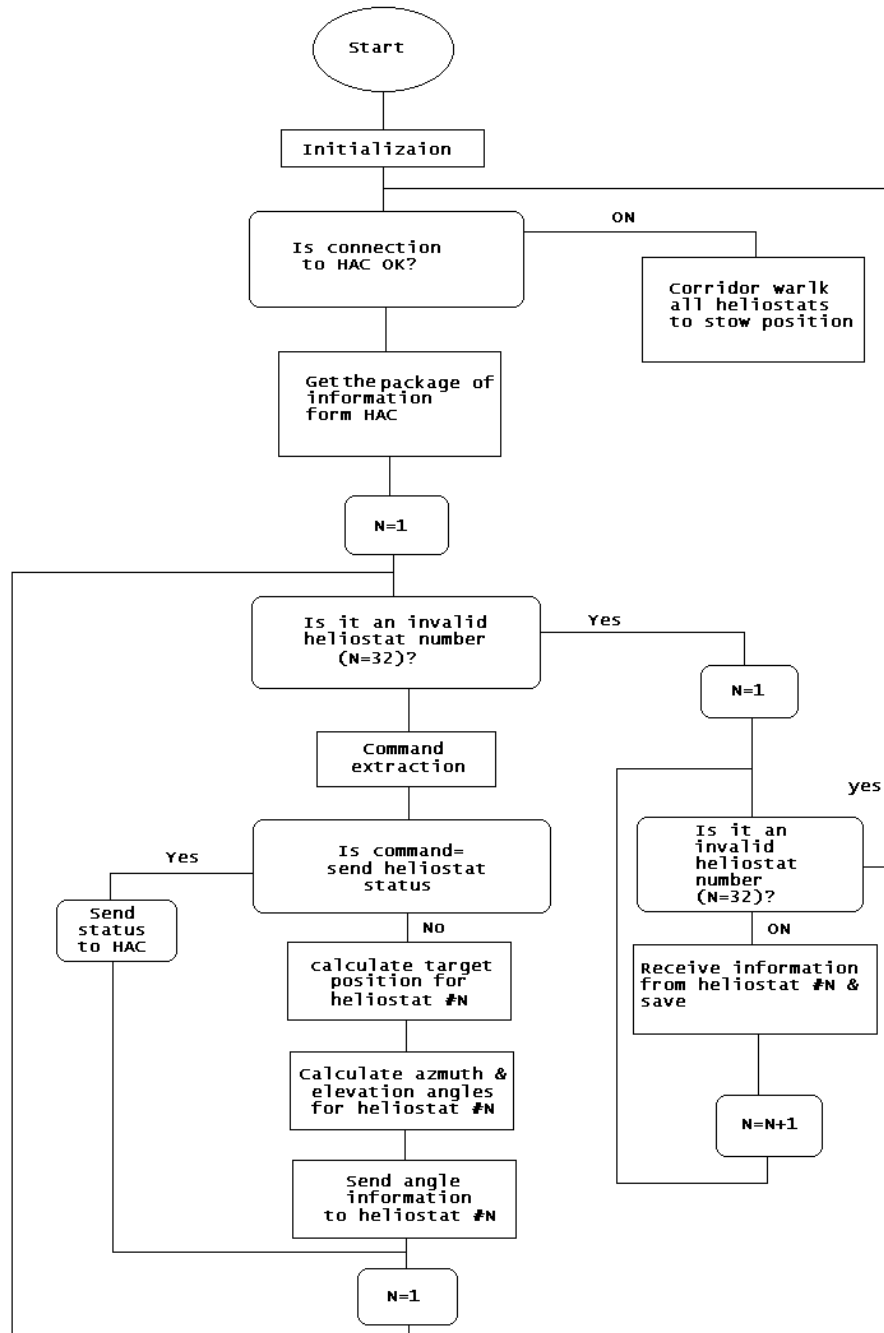 Start
Initializaion
Is connection
to HAC OK?
ON
Corridor warlk
all heliostats
to stow position
Get the package of
information
form HAC
N=1
Is it an invalid
heliostat number
(N=32)?
Yes
N=1
Command
extraction
yes
Is it an
invalid
heliostat
number
(N=32)?
Is command=
send heliostat
status
Yes
Send
status
to HAC
No
ON
calculate target
position for
heliostat #N
Receive information
from heliostat #N &
save
Calculate azmuth &
elevation angles
for heliostat #N
N=N+1
Send angle
information
to heliostat #N
N=1